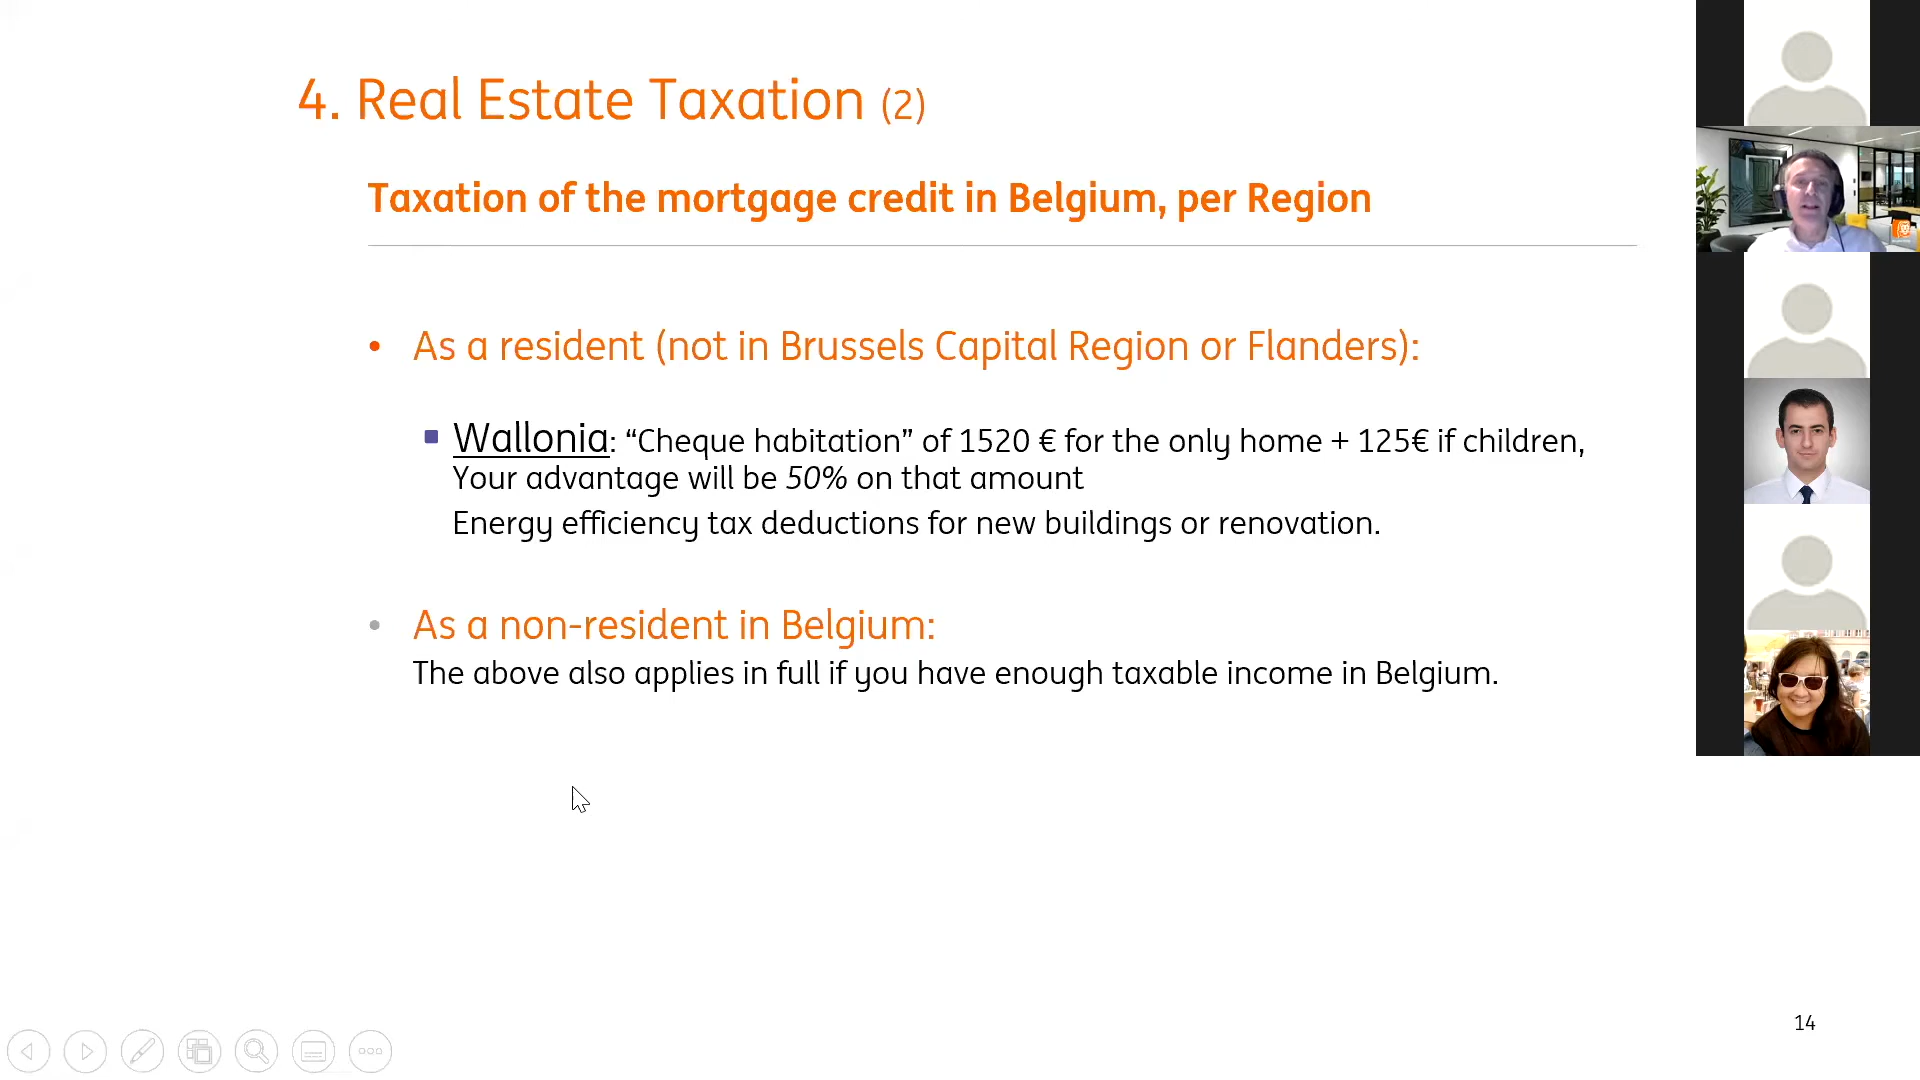 4. Real Estate Taxation (2)
Taxation of the mortgage credit in Belgium, per Region
• As a resident (not in Brussels Capital Region or Flanders):
Wallonia: “Cheque habitation” of 1520 € for the only home + 125€ if children,
Your advantage will be 50% on that amount
Energy efficiency tax deductions for new buildings or renovation.
• As a non-resident in Belgium:
The above also applies in full if you have enough taxable income in Belgium.
14